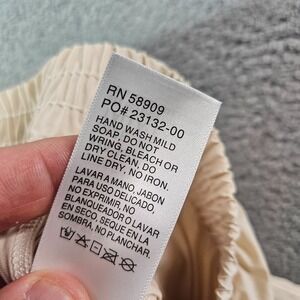 RN 58909
PO# 23132-00
HAND WASH MILD
SOAP. DO NOT
WRING, BLEACH OR
DRY CLEAN. DO
LINE DRY. NO IRON.
LAVAR A MANO. JABON
PARA USO DELICADO.
NO EXPRIMIR. NO
BLANQUEADOR O LAVAR
EN SECO. SEQUE EN LA
SOMBRA. NO PLANCHAR.